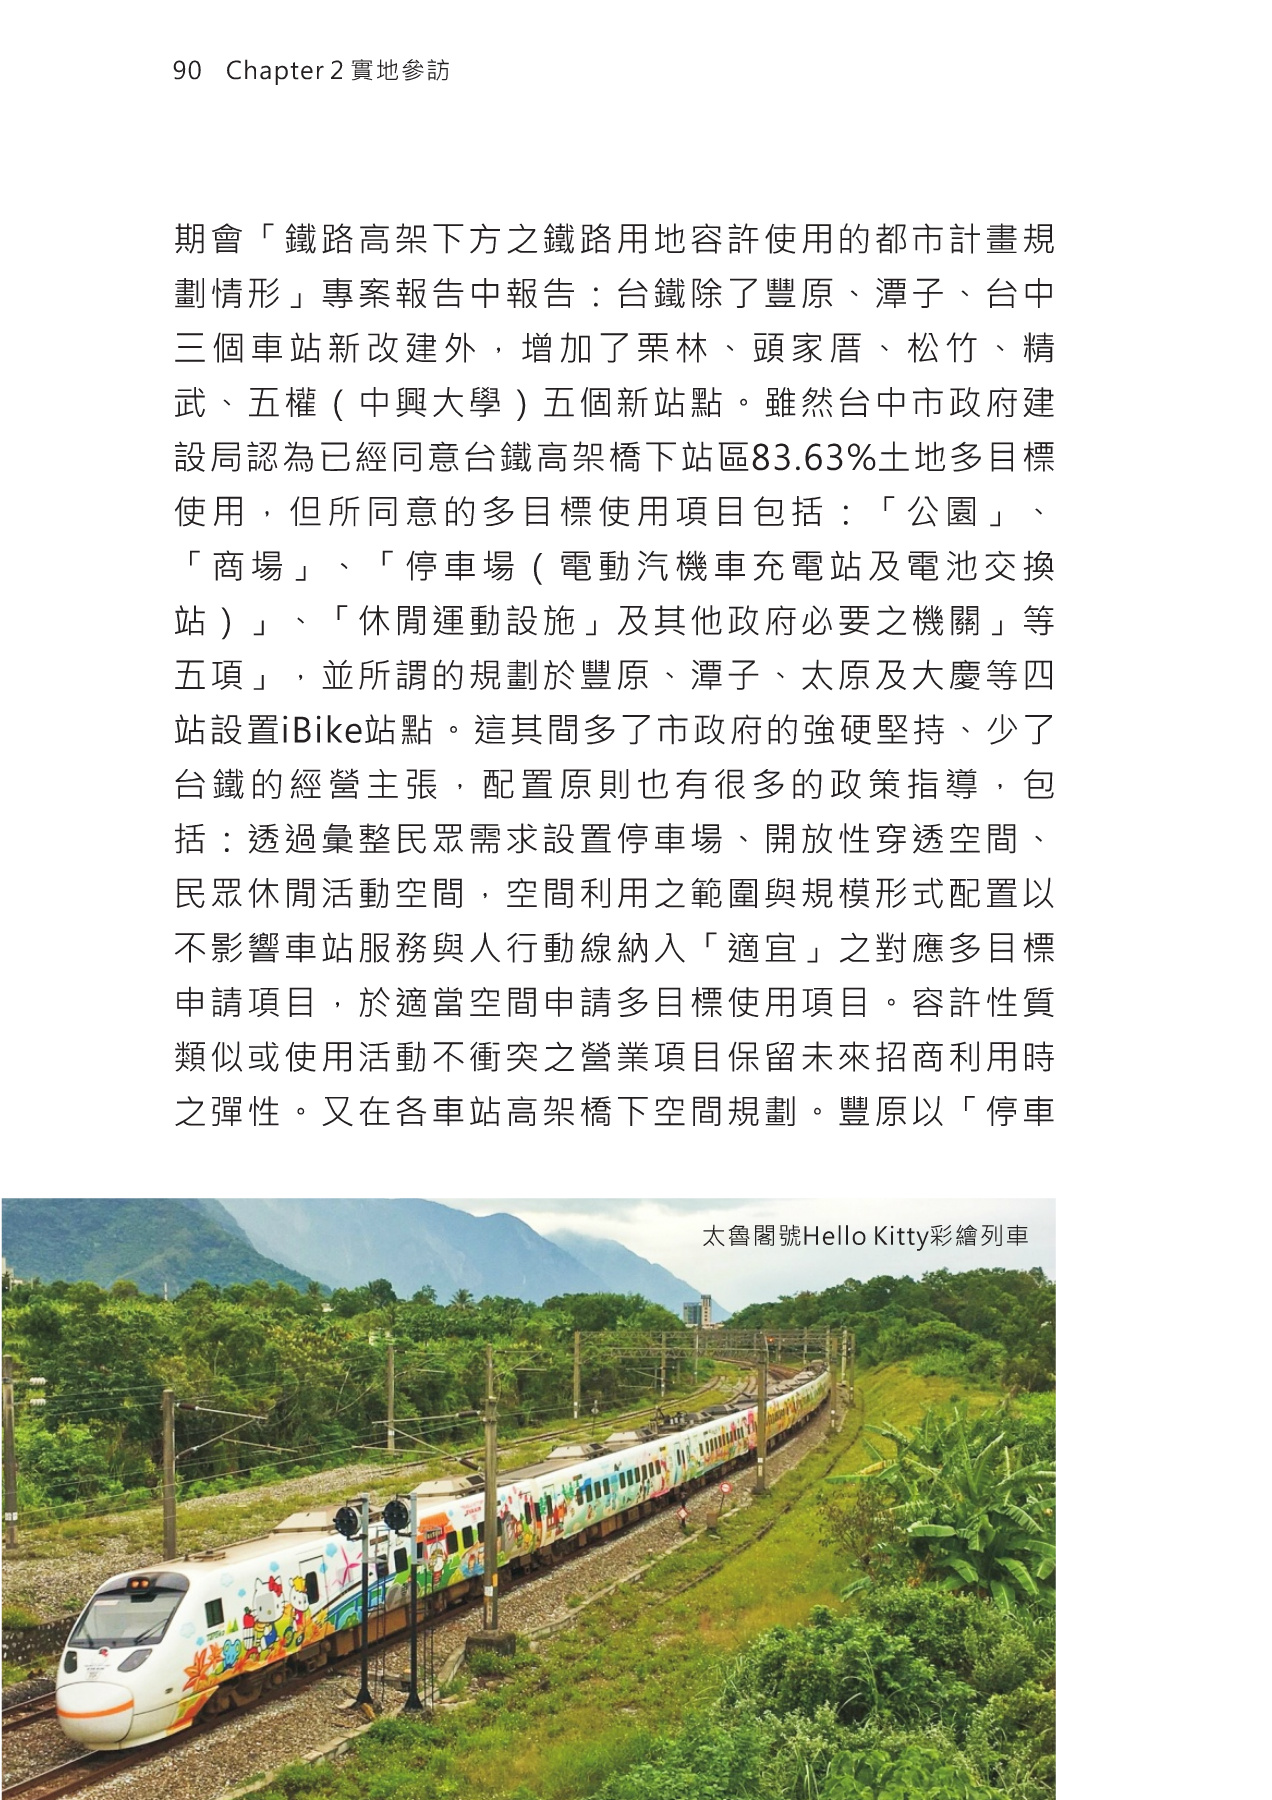 90 Chapter 2 實地參訪
期會「鐵路高架下方之鐵路用地容許使用的都市計畫規
劃情形」專案報告中報告：台鐵除了豐原、潭子、台中
三個車站新改建外，增加了栗林、頭家厝、松竹、精
武、五權（中興大學）五個新站點。雖然台中市政府建
設局認為已經同意台鐵高架橋下站區83.63%土地多目標
使用，但所同意的多目標使用項目包括：「公園」、
「商場」、「停車場（電動汽機車充電站及電池交換
站）」、「休閒運動設施」及其他政府必要之機關」等
五項」，並所謂的規劃於豐原、潭子、太原及大慶等四
站設置iBike站點。這其間多了市政府的強硬堅持、少了
台鐵的經營主張，配置原則也有很多的政策指導，包
括：透過彙整民眾需求設置停車場、開放性穿透空間、
民眾休閒活動空間，空間利用之範圍與規模形式配置以
不影響車站服務與人行動線納入「適宜」之對應多目標
申請項目，於適當空間申請多目標使用項目。容許性質
類似或使用活動不衝突之營業項目保留未來招商利用時
之彈性。又在各車站高架橋下空間規劃。豐原以「停車
太魯閣號Hello Kitty彩繪列車